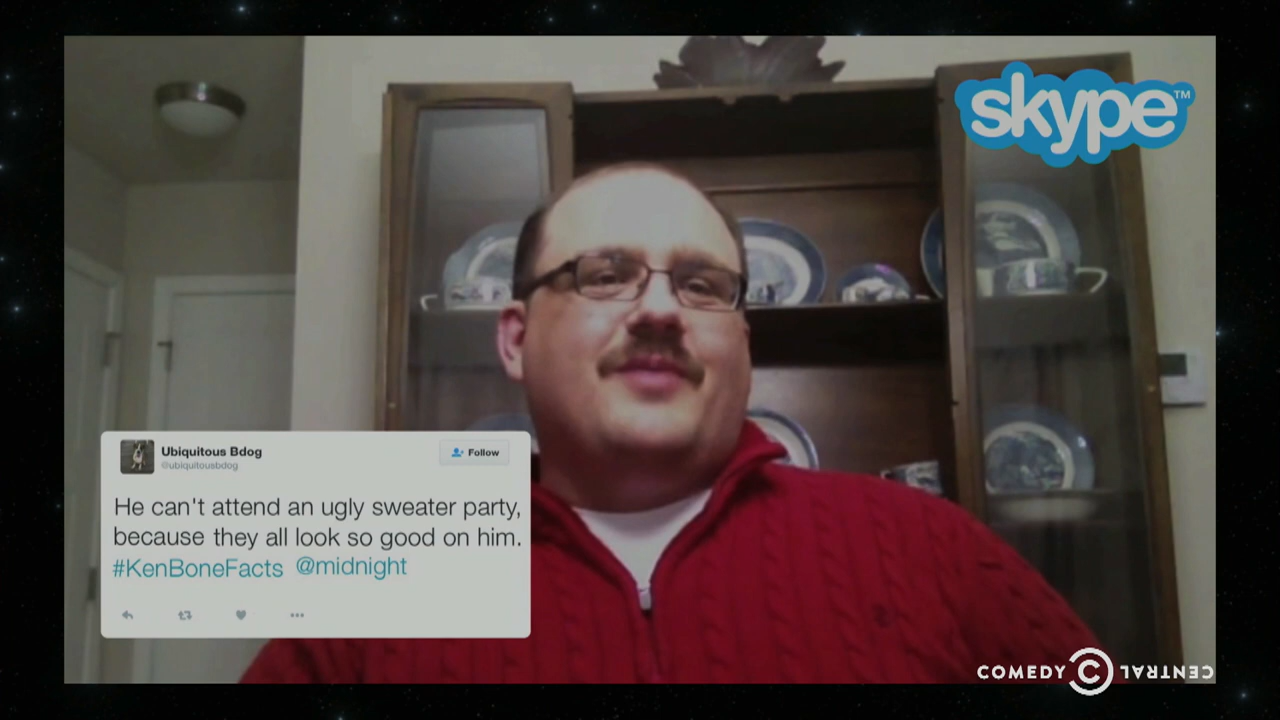 skype™
Ubiquitous Bdog
@ubiquitousbdog
Follow
He can't attend an ugly sweater party,
because they all look so good on him.
#KenBoneFacts @midnight
COMEDY C CENTRAL